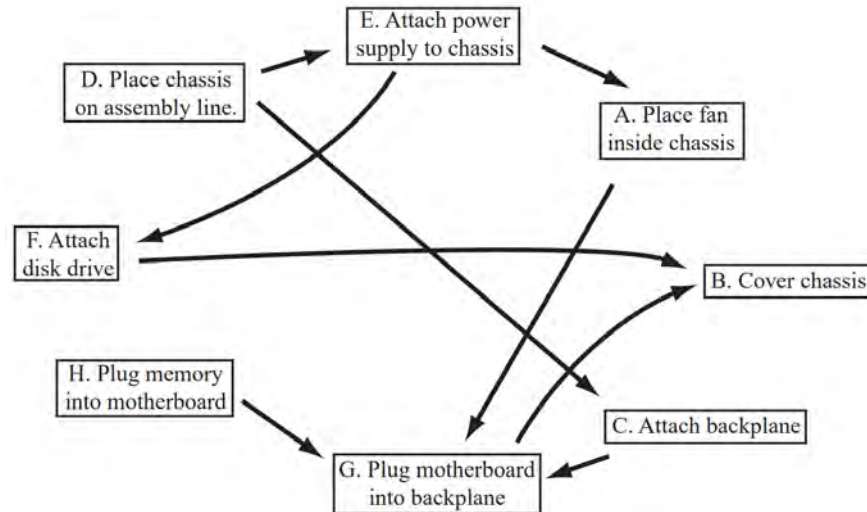 E. Attach power
supply to chassis
D. Place chassis
on assembly line.
A. Place fan
inside chassis
F. Attach
disk drive
B. Cover chassis
H. Plug memory
into motherboard
C. Attach backplane
G. Plug motherboard
into backplane